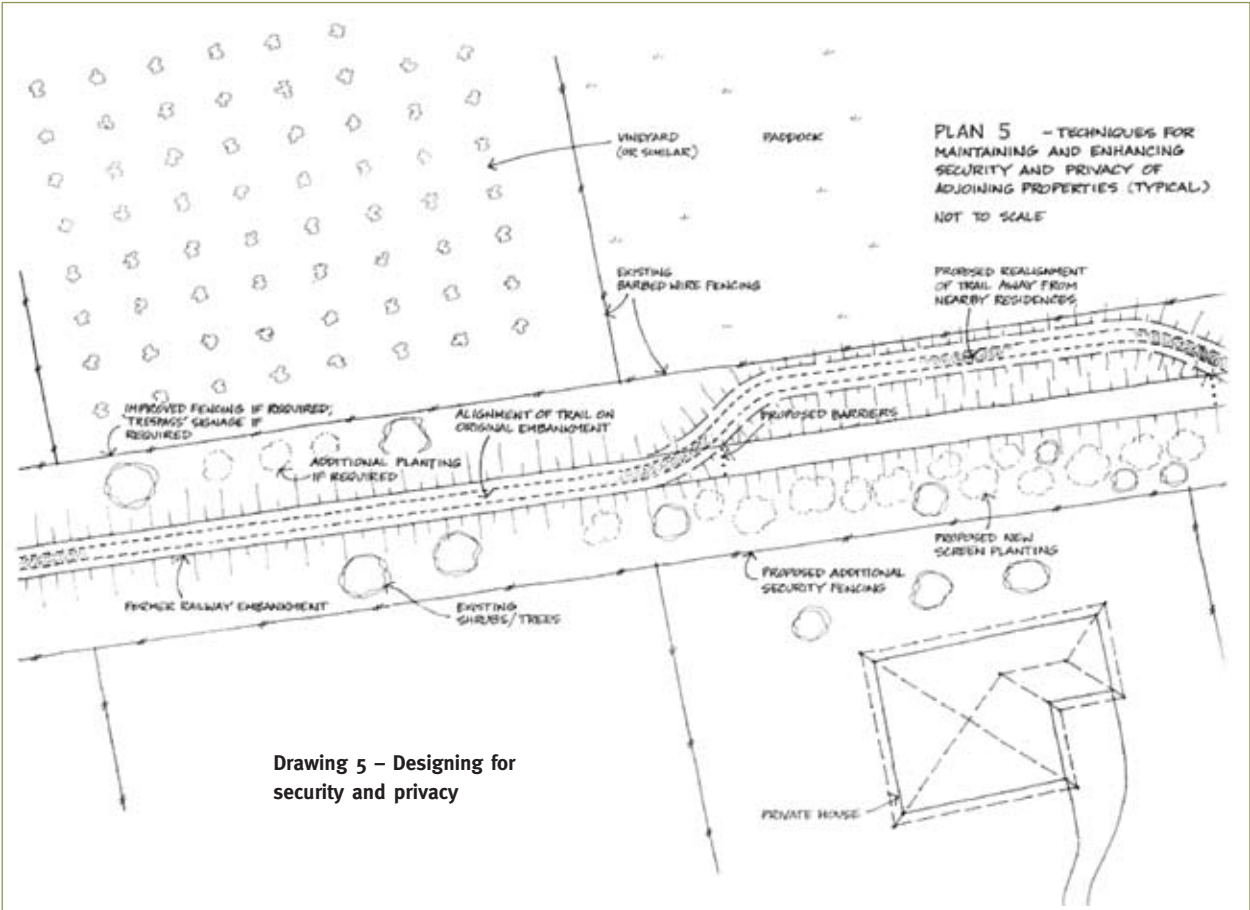 VINEYARD
(OR SIMILAR)
PADDOCK
PLAN 5 - TECHNIQUES FOR
MAINTAINING AND ENHANCING
SECURITY AND PRIVACY OF
ADJOINING PROPERTIES (TYPICAL)
NOT TO SCALE
EXISTING
BARBED WIRE FENCING
PROPOSED REALIGNMENT
OF TRAIL AWAY FROM
NEARBY RESIDENCES
IMPROVED FENCING IF REQUIRED;
'TRESPASS' SIGNAGE IF
REQUIRED
ALIGNMENT OF TRAIL ON
ORIGINAL EMBANKMENT
PROPOSED BARRIERS
ADDITIONAL PLANTING
IF REQUIRED
PROPOSED NEW
SCREEN PLANTING
PROPOSED ADDITIONAL
SECURITY FENCING
FORMER RAILWAY EMBANKMENT
EXISTING
SHRUBS/TREES
Drawing 5 – Designing for
security and privacy
PRIVATE HOUSE